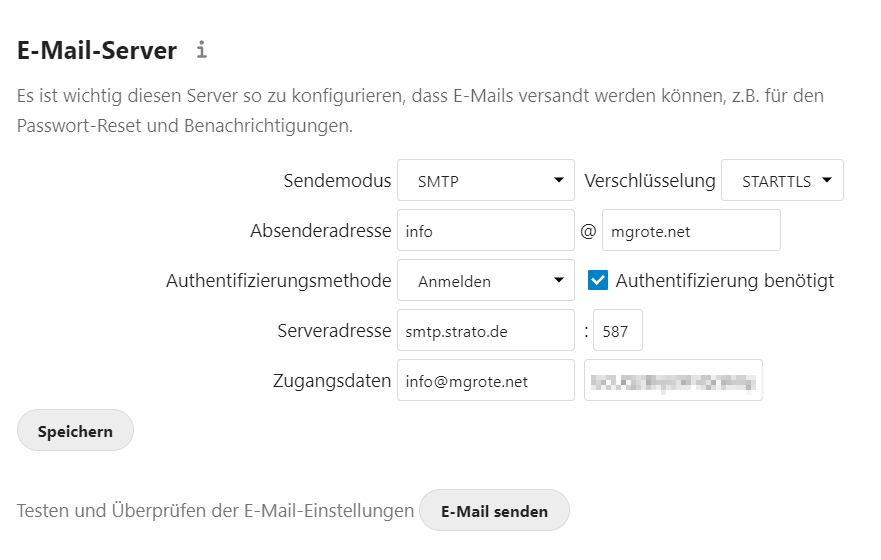 E-Mail-Server
Es ist wichtig diesen Server so zu konfigurieren, dass E-Mails versandt werden können, z.B. für den
Passwort-Reset und Benachrichtigungen.
Sendemodus SMTP Verschlüsselung STARTTLS
Absenderadresse info @ mgrote.net
Authentifizierungsmethode Anmelden Authentifizierung benötigt
Serveradresse smtp.strato.de : 587
Zugangsdaten info@mgrote.net
Speichern
Testen und Überprüfen der E-Mail-Einstellungen E-Mail senden